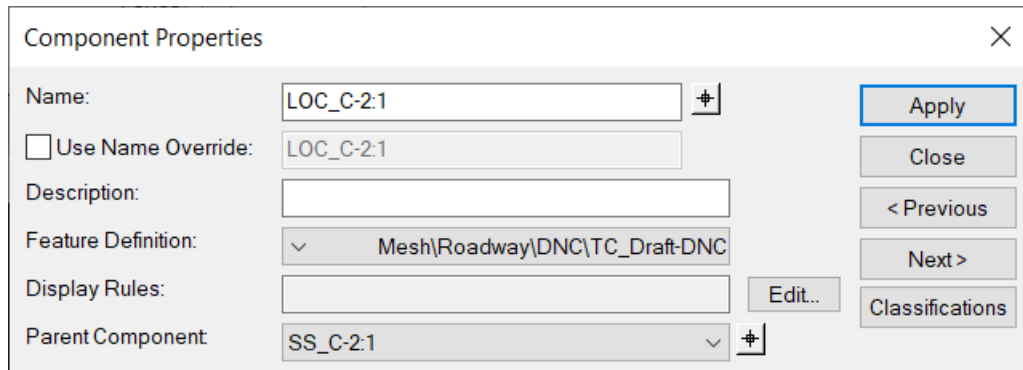 Component Properties
Name: LOC_C-2:1 Apply
Use Name Override: LOC_C-2:1 Close
Description: < Previous
Feature Definition: Mesh\Roadway\DNC\TC_Draft-DNC Next >
Display Rules: Edit... Classifications
Parent Component: SS_C-2:1